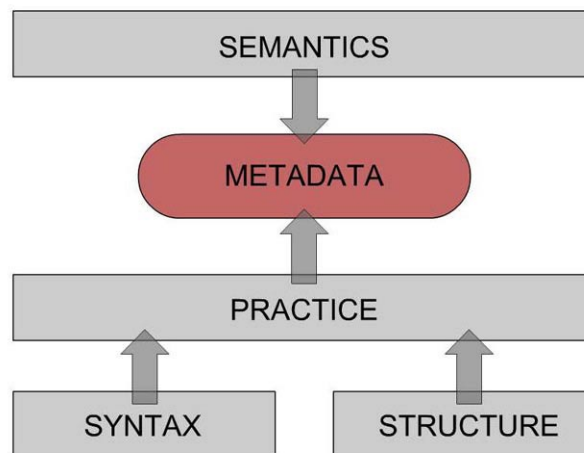 SEMANTICS
METADATA
PRACTICE
SYNTAX
STRUCTURE